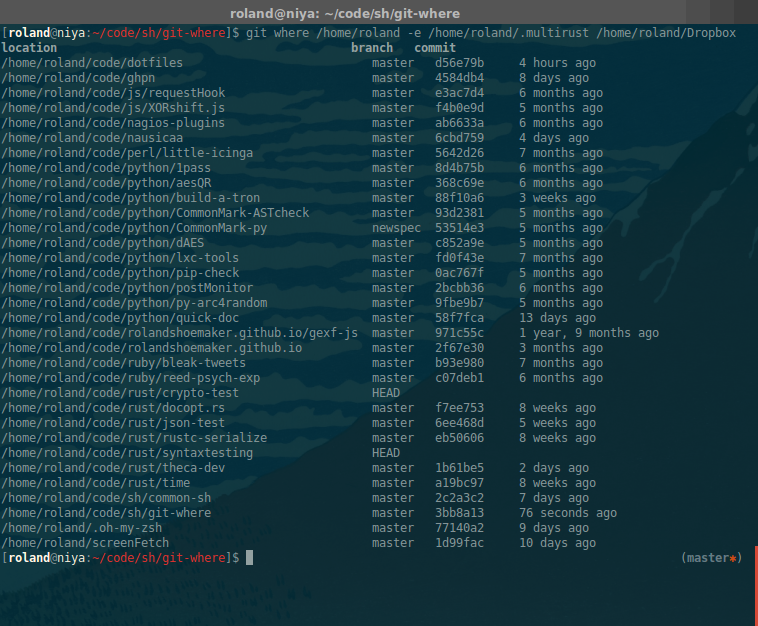 roland@niya: ~/code/sh/git-where
[roland@niya:~/code/sh/git-where]$ git where /home/roland -e /home/roland/.multirust /home/roland/Dropbox
location branch commit
/home/roland/code/dotfiles master d56e79b 4 hours ago
/home/roland/code/ghpn master 4584db4 8 days ago
/home/roland/code/js/requestHook master e3ac7d4 6 months ago
/home/roland/code/js/XORshift.js master f4b0e9d 5 months ago
/home/roland/code/nagios-plugins master ab6633a 6 months ago
/home/roland/code/nausicaa master 6cbd759 4 days ago
/home/roland/code/perl/little-icinga master 5642d26 7 months ago
/home/roland/code/python/1pass master 8d4b75b 6 months ago
/home/roland/code/python/aesQR master 368c69e 6 months ago
/home/roland/code/python/build-a-tron master 88f10a6 3 weeks ago
/home/roland/code/python/CommonMark-ASTcheck master 93d2381 5 months ago
/home/roland/code/python/CommonMark-py newspec 53514e3 5 months ago
/home/roland/code/python/dAES master c852a9e 5 months ago
/home/roland/code/python/lxc-tools master fd0f43e 7 months ago
/home/roland/code/python/pip-check master 0ac767f 5 months ago
/home/roland/code/python/postMonitor master 2bcbb36 6 months ago
/home/roland/code/python/py-arc4random master 9fbe9b7 5 months ago
/home/roland/code/python/quick-doc master 58f7fca 13 days ago
/home/roland/code/rolandshoemaker.github.io/gexf-js master 971c55c 1 year, 9 months ago
/home/roland/code/rolandshoemaker.github.io master 2f67e30 3 months ago
/home/roland/code/ruby/bleak-tweets master b93e980 7 months ago
/home/roland/code/ruby/reed-psych-exp master c07deb1 6 months ago
/home/roland/code/rust/crypto-test HEAD
/home/roland/code/rust/docopt.rs master f7ee753 8 weeks ago
/home/roland/code/rust/json-test master 6ee468d 5 weeks ago
/home/roland/code/rust/rustc-serialize master eb50606 8 weeks ago
/home/roland/code/rust/syntaxtesting HEAD
/home/roland/code/rust/theca-dev master 1b61be5 2 days ago
/home/roland/code/rust/time master a19bc97 8 weeks ago
/home/roland/code/sh/common-sh master 2c2a3c2 7 days ago
/home/roland/code/sh/git-where master 3bb8a13 76 seconds ago
/home/roland/.oh-my-zsh master 77140a2 9 days ago
/home/roland/screenFetch master 1d99fac 10 days ago
[roland@niya:~/code/sh/git-where]$ (master✱)